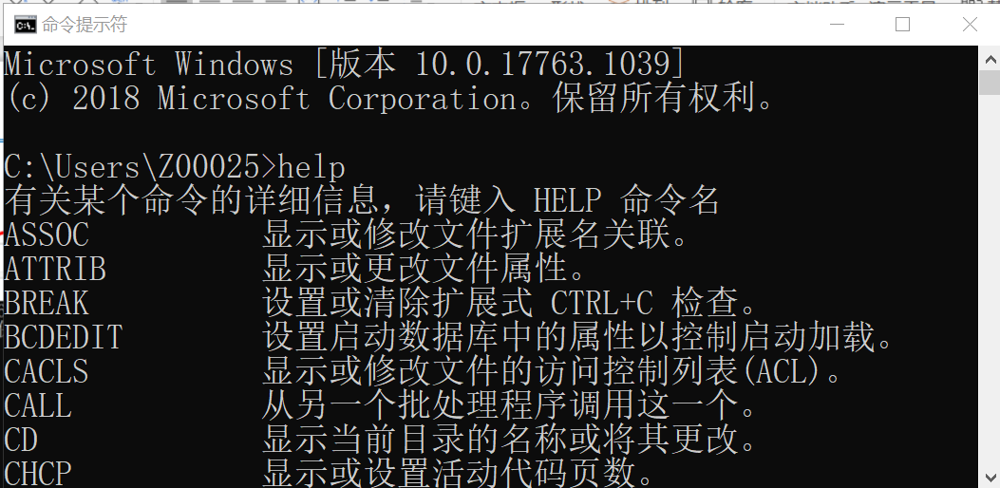 命令提示符
Microsoft Windows [版本 10.0.17763.1039]
(c) 2018 Microsoft Corporation。保留所有权利。
C:\Users\Z00025>help
有关某个命令的详细信息，请键入 HELP 命令名
ASSOC 显示或修改文件扩展名关联。
ATTRIB 显示或更改文件属性。
BREAK 设置或清除扩展式 CTRL+C 检查。
BCDEDIT 设置启动数据库中的属性以控制启动加载。
CACLS 显示或修改文件的访问控制列表(ACL)。
CALL 从另一个批处理程序调用这一个。
CD 显示当前目录的名称或将其更改。
CHCP 显示或设置活动代码页数。